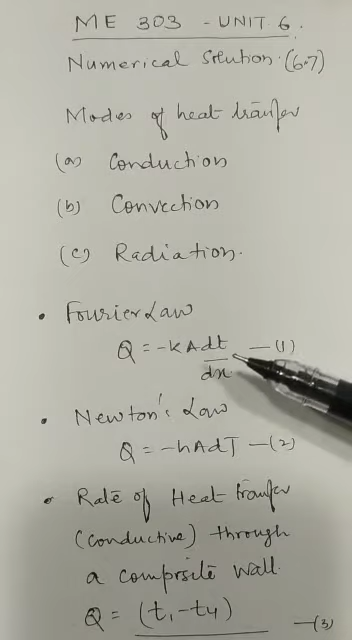 ME 303 - UNIT 6.
Numerical Solution. (6.7)
Modes of heat transfer
(a) Conduction
(b) Convection
(c) Radiation.
• Fourier Law
Q = -KA dt/dx — (1)
• Newton's Law
Q = -hAdT — (2)
• Rate of Heat tranfer
(conductive) through
a composite wall.
Q = (t₁-t4)
— (3)